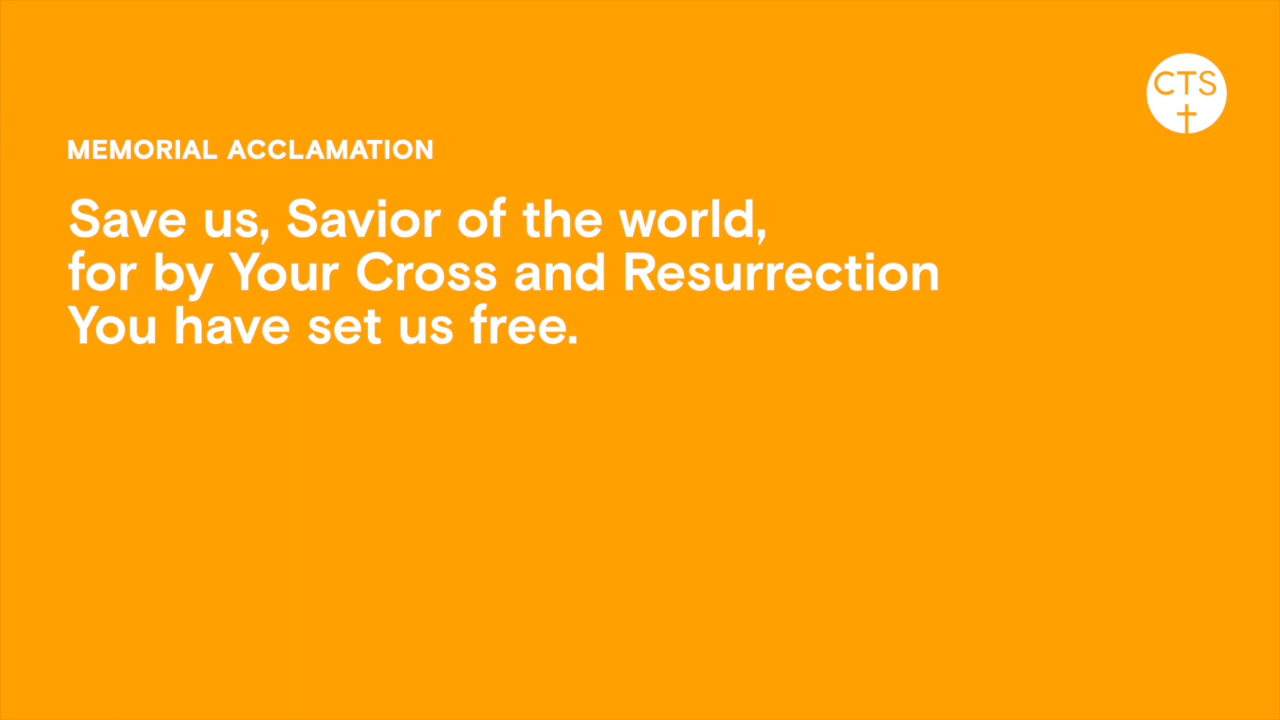 CTS
MEMORIAL ACCLAMATION
Save us, Savior of the world,
for by Your Cross and Resurrection
You have set us free.